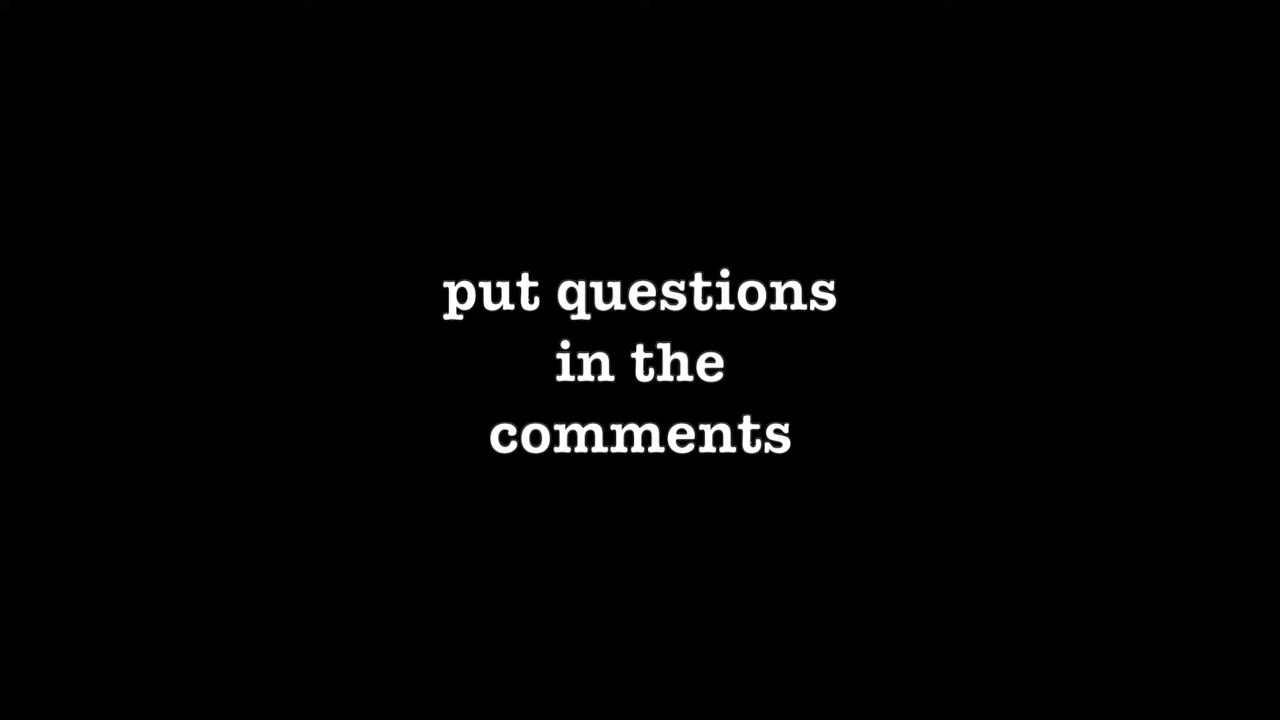 put questions
in the
comments